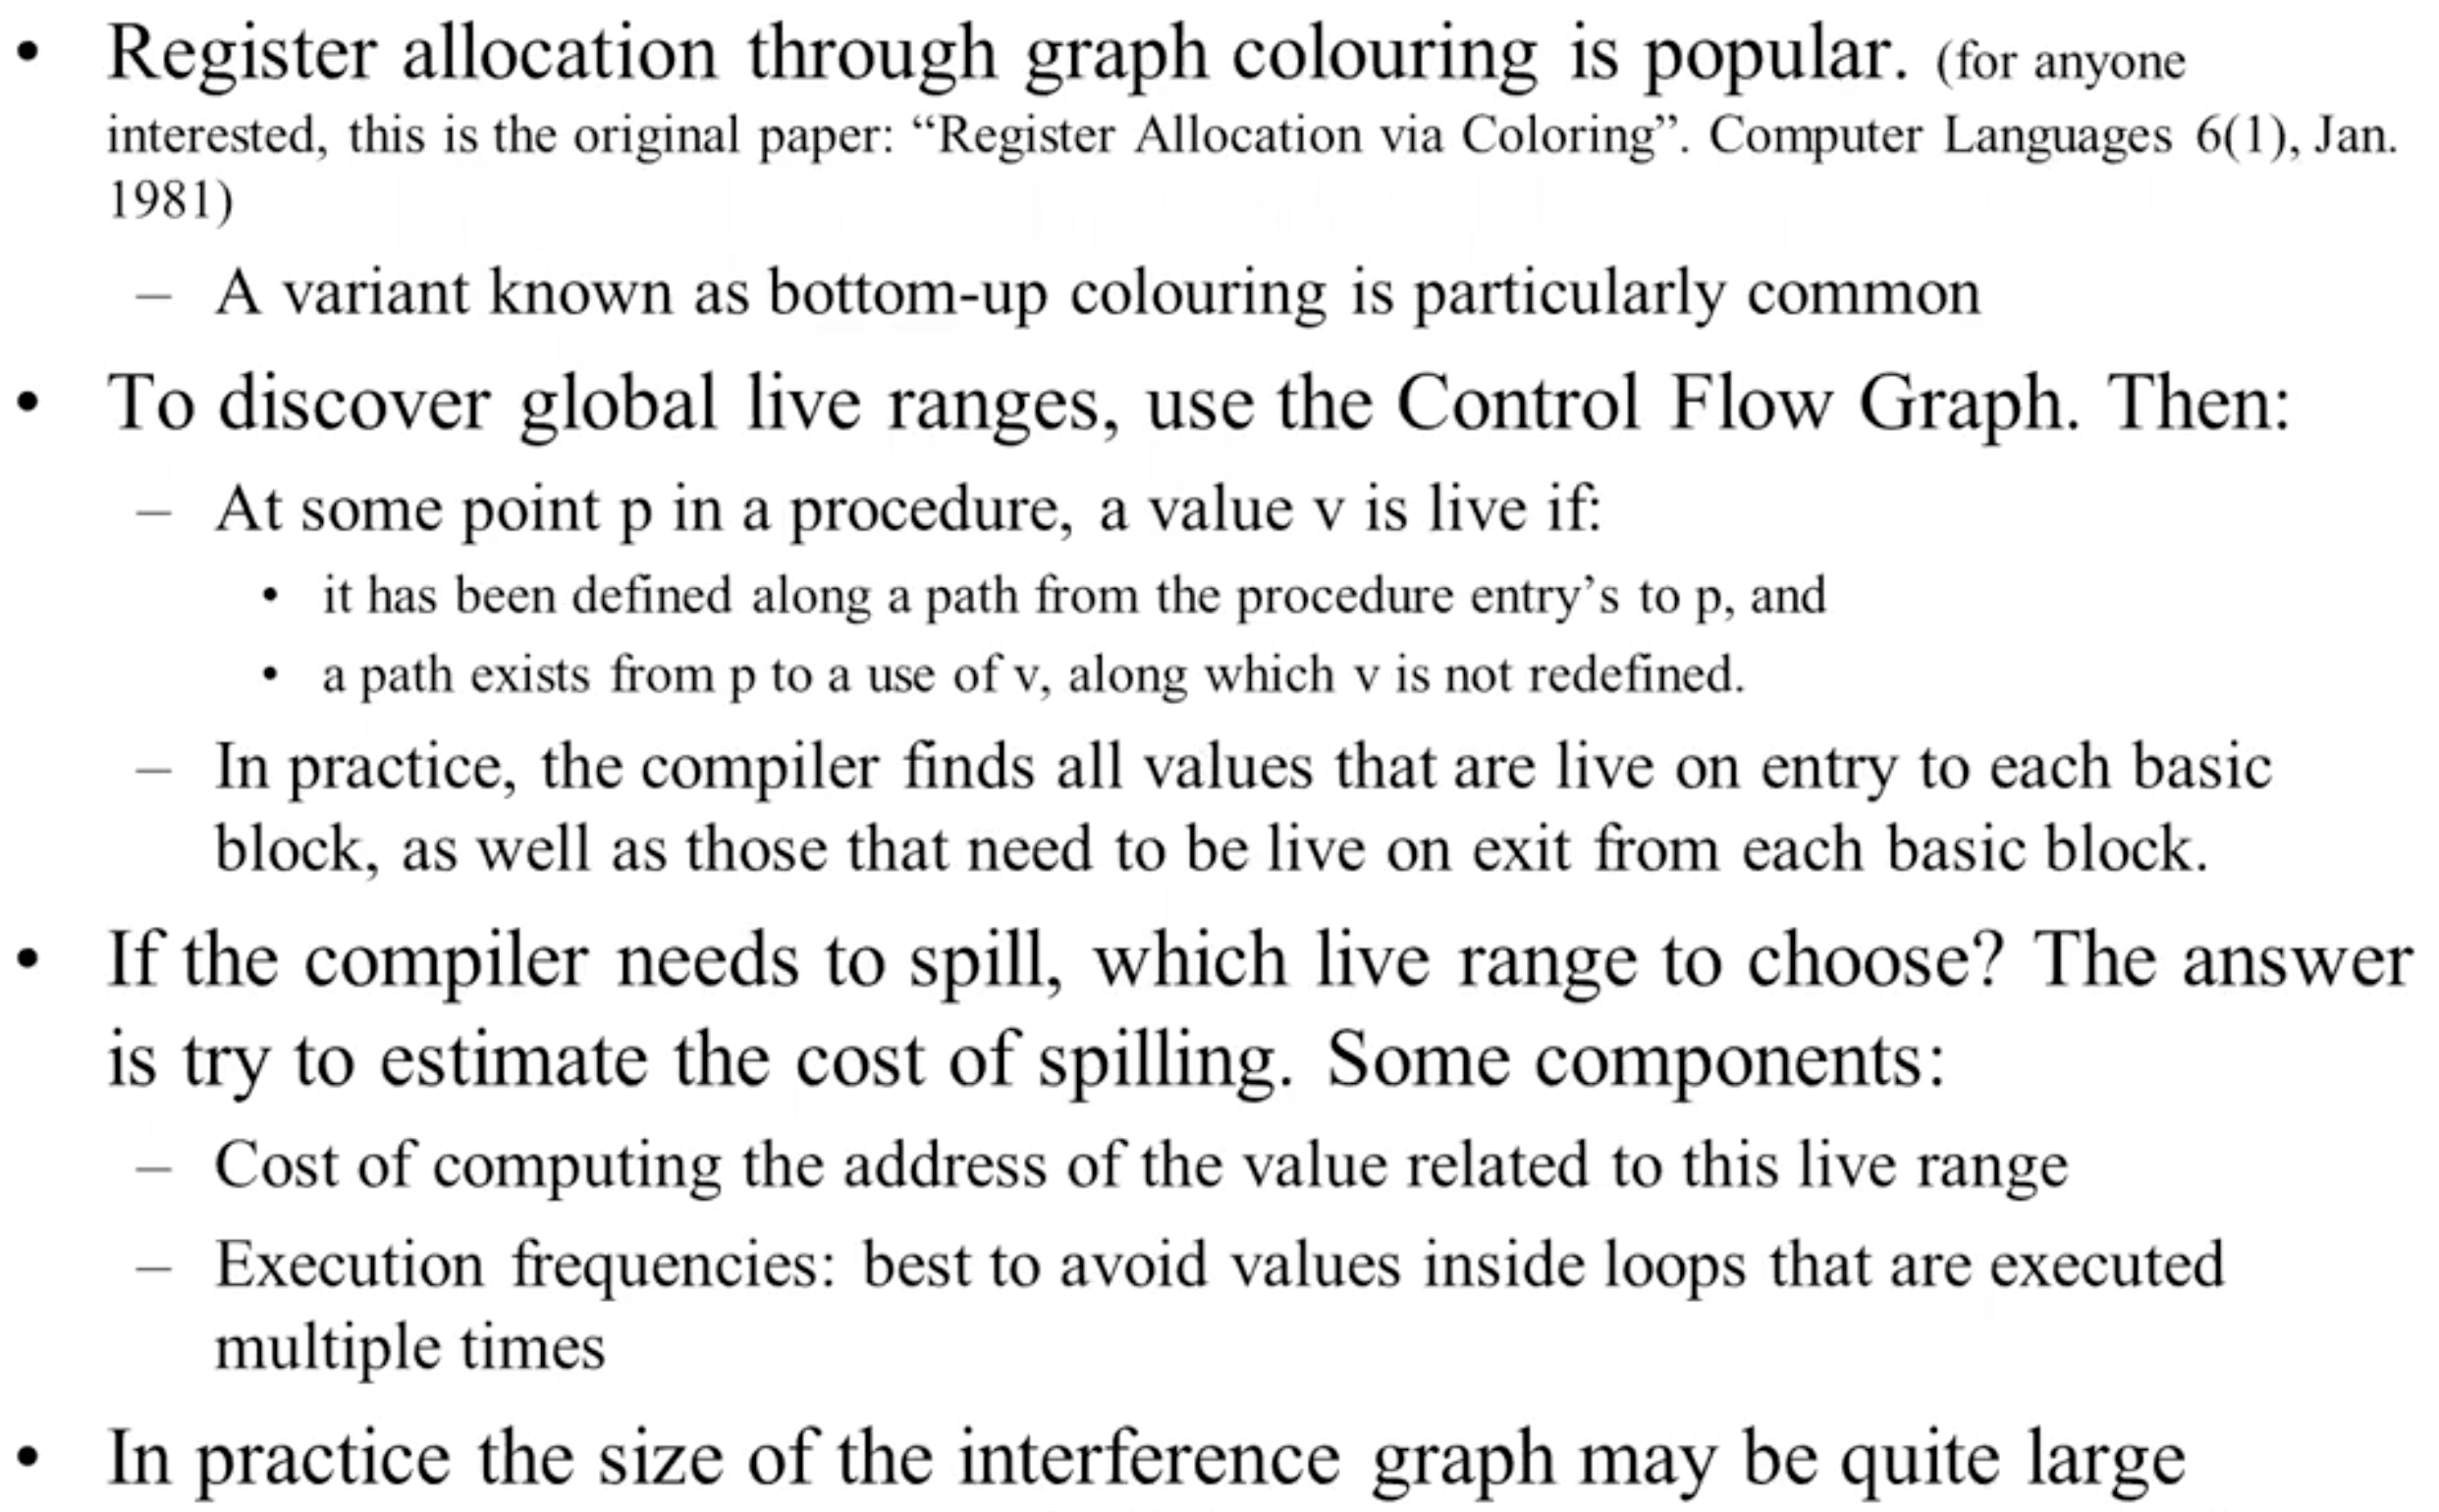 • Register allocation through graph colouring is popular. (for anyone
interested, this is the original paper: “Register Allocation via Coloring”. Computer Languages 6(1), Jan.
1981)
– A variant known as bottom-up colouring is particularly common
• To discover global live ranges, use the Control Flow Graph. Then:
– At some point p in a procedure, a value v is live if:
• it has been defined along a path from the procedure entry’s to p, and
• a path exists from p to a use of v, along which v is not redefined.
– In practice, the compiler finds all values that are live on entry to each basic
block, as well as those that need to be live on exit from each basic block.
• If the compiler needs to spill, which live range to choose? The answer
is try to estimate the cost of spilling. Some components:
– Cost of computing the address of the value related to this live range
– Execution frequencies: best to avoid values inside loops that are executed
multiple times
• In practice the size of the interference graph may be quite large